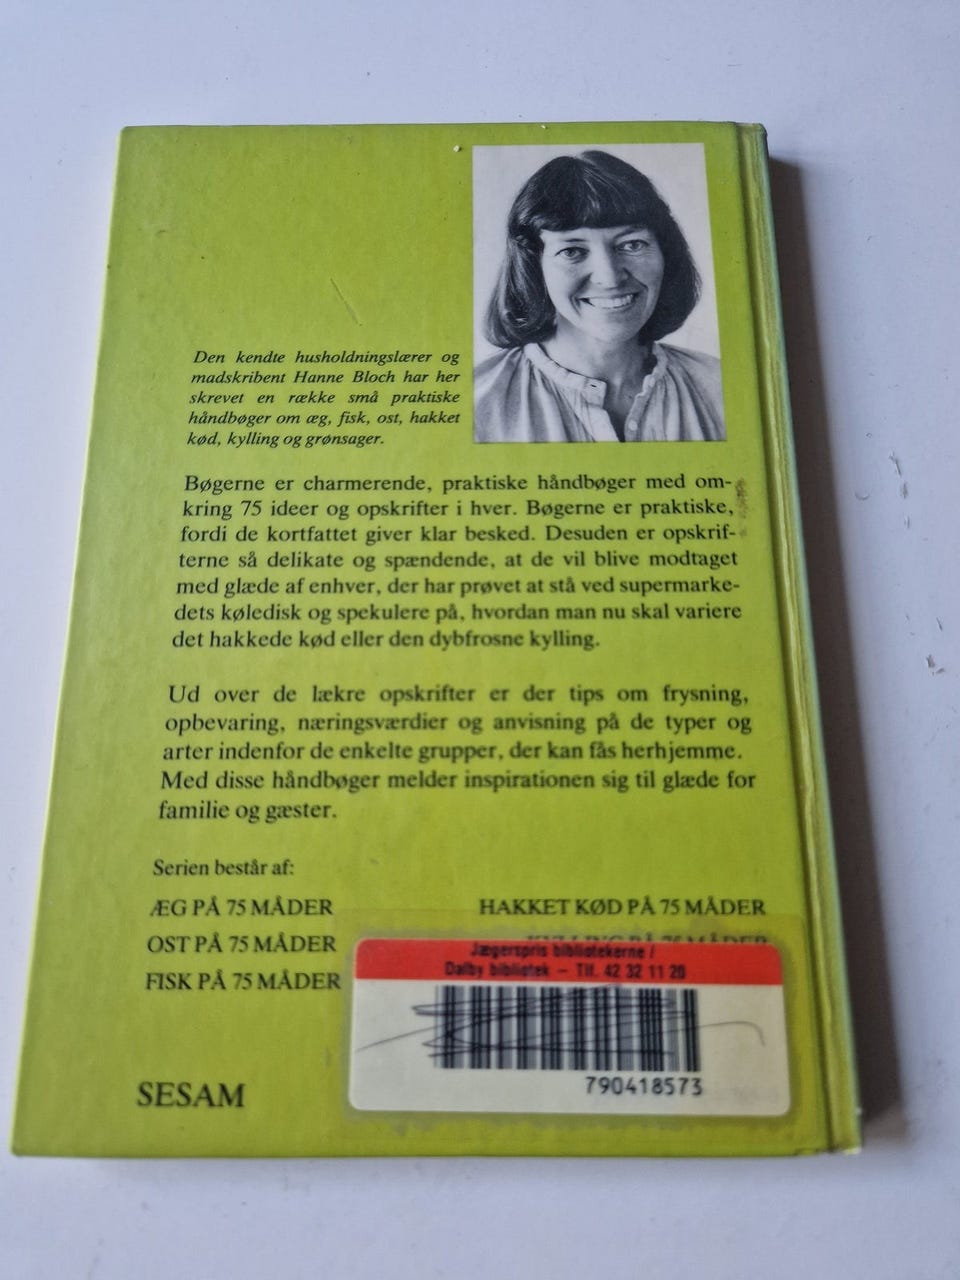 Den kendte husholdningslærer og
madskribent Hanne Bloch har her
skrevet en række små praktiske
håndbøger om æg, fisk, ost, hakket
kød, kylling og grønsager.
Bøgerne er charmerende, praktiske håndbøger med om-
kring 75 ideer og opskrifter i hver. Bøgerne er praktiske,
fordi de kortfattet giver klar besked. Desuden er opskrif-
terne så delikate og spændende, at de vil blive modtaget
med glæde af enhver, der har prøvet at stå ved supermarke-
dets køledisk og spekulere på, hvordan man nu skal variere
det hakkede kød eller den dybfrosne kylling.
Ud over de lækre opskrifter er der tips om frysning,
opbevaring, næringsværdier og anvisning på de typer og
arter indenfor de enkelte grupper, der kan fås herhjemme.
Med disse håndbøger melder inspirationen sig til glæde for
familie og gæster.
Serien består af:
ÆG PÅ 75 MÅDER
OST PÅ 75 MÅDER
FISK PÅ 75 MÅDER
HAKKET KØD PÅ 75 MÅDER
KYLLING PÅ 75 MÅDER
Jægerspris bibliotekerne /
Dalby bibliotek – Tlf. 42 32 11 20
790418573
SESAM